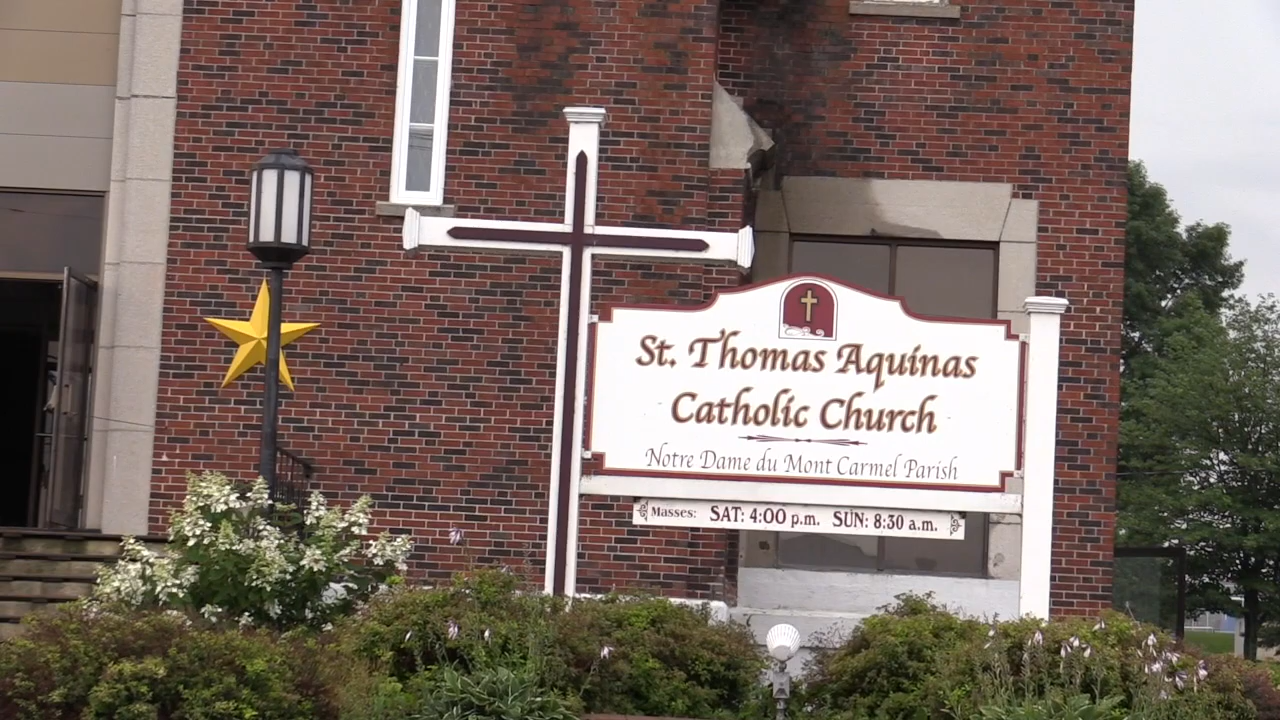 St. Thomas Aquinas
Catholic Church
Notre Dame du Mont Carmel Parish
Masses: SAT: 4:00 p.m. SUN: 8:30 a.m.